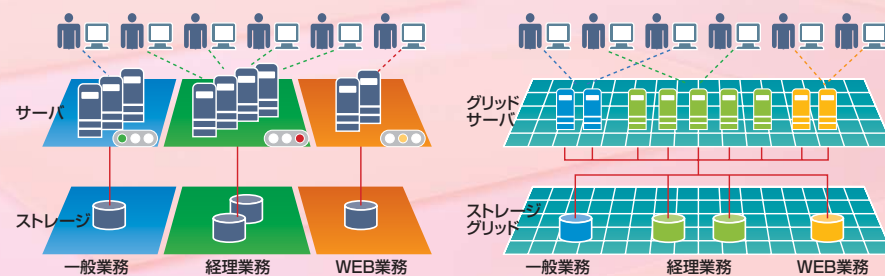 サーバ
ストレージ
一般業務
経理業務
WEB業務
グリッド
サーバ
ストレージ
グリッド
一般業務
経理業務
WEB業務